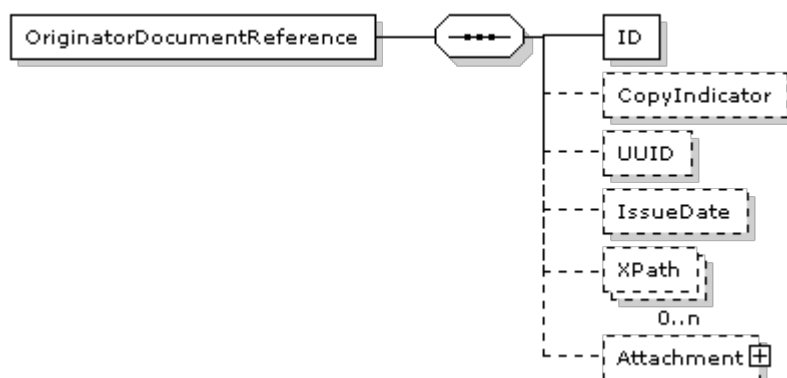 OriginatorDocumentReference
ID
CopyIndicator
UUID
IssueDate
XPath
0..n
Attachment